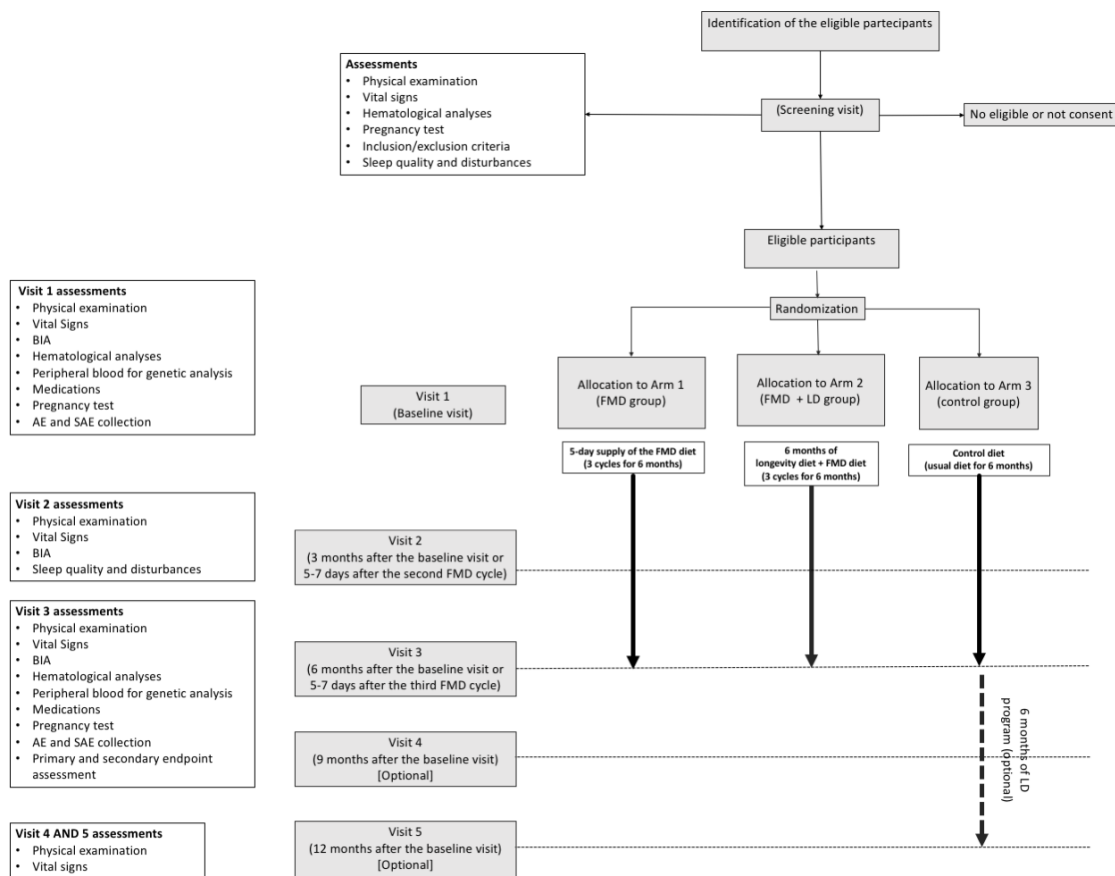 Identification of the eligible partecipants
Assessments
• Physical examination
• Vital signs
• Hematological analyses
• Pregnancy test
• Inclusion/exclusion criteria
• Sleep quality and disturbances
(Screening visit)
No eligible or not consent
Eligible participants
Randomization
Visit 1 assessments
• Physical examination
• Vital Signs
• BIA
• Hematological analyses
• Peripheral blood for genetic analysis
• Medications
• Pregnancy test
• AE and SAE collection
Visit 1
(Baseline visit)
Allocation to Arm 1
(FMD group)
Allocation to Arm 2
(FMD + LD group)
Allocation to Arm 3
(control group)
5-day supply of the FMD diet
(3 cycles for 6 months)
6 months of
longevity diet + FMD diet
(3 cycles for 6 months)
Control diet
(usual diet for 6 months)
Visit 2 assessments
• Physical examination
• Vital Signs
• BIA
• Sleep quality and disturbances
Visit 2
(3 months after the baseline visit or
5-7 days after the second FMD cycle)
Visit 3 assessments
• Physical examination
• Vital Signs
• BIA
• Hematological analyses
• Peripheral blood for genetic analysis
• Medications
• Pregnancy test
• AE and SAE collection
• Primary and secondary endpoint
assessment
Visit 3
(6 months after the baseline visit or
5-7 days after the third FMD cycle)
6 months of LD
program (optional)
Visit 4
(9 months after the baseline visit)
[Optional]
Visit 4 AND 5 assessments
• Physical examination
• Vital signs
Visit 5
(12 months after the baseline visit)
[Optional]